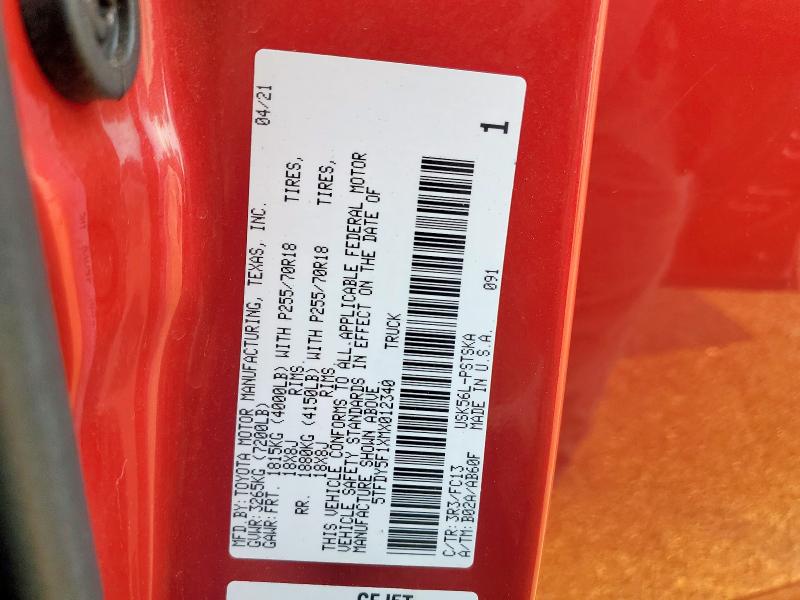 MFD.BY:TOYOTA MOTOR MANUFACTURING, TEXAS, INC. 04/21
GVWR:3265KG (7200LB)
GAWR:FRT. 1815KG (4000LB) WITH P255/70R18 TIRES,
18X8J RIMS,
RR. 1880KG (4150LB) WITH P255/70R18 TIRES,
18X8J RIMS.
THIS VEHICLE CONFORMS TO ALL APPLICABLE FEDERAL MOTOR
VEHICLE SAFETY STANDARDS IN EFFECT ON THE DATE OF
MANUFACTURE SHOWN ABOVE.
5TFDY5F1XMX012340 TRUCK
1
C/TR:3R3/FC13 USK56L-PSTSKA 091
A/TM:B02A/AB60F MADE IN U.S.A.